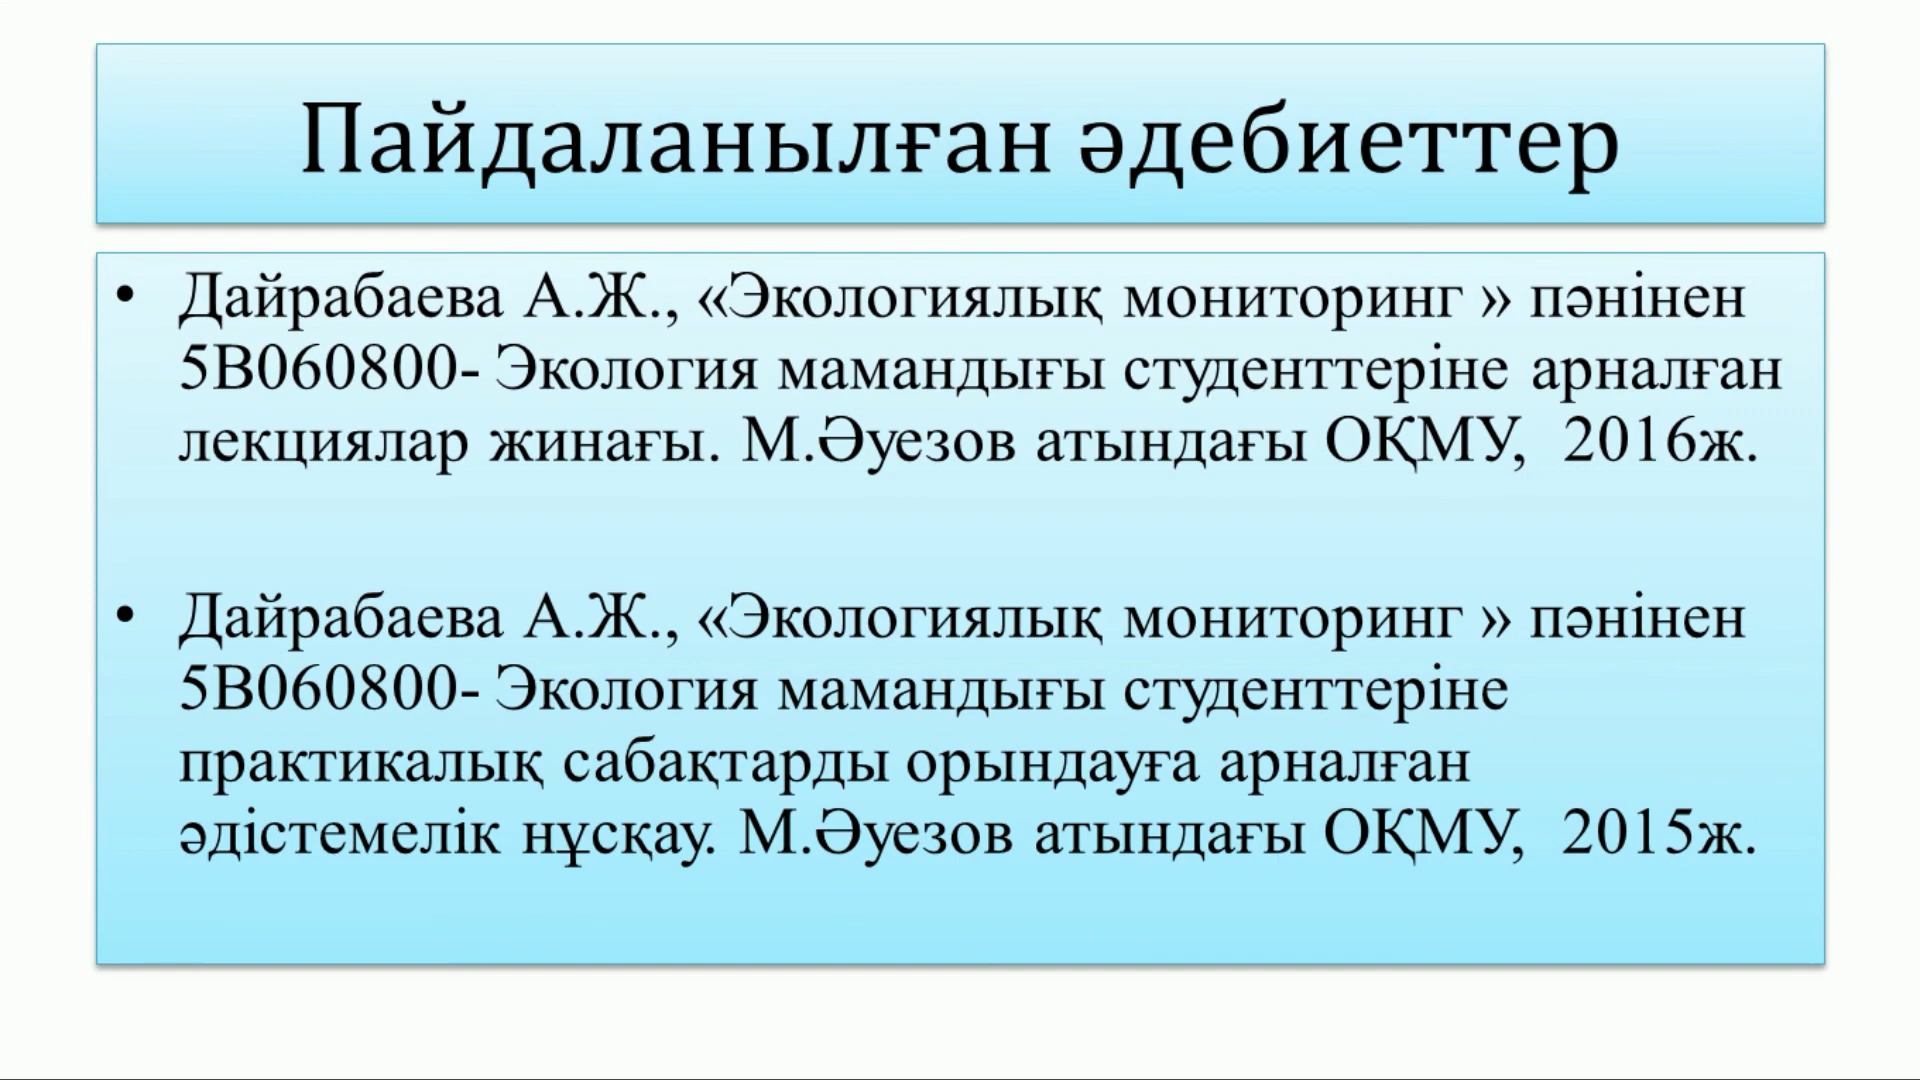 Пайдаланылған әдебиеттер
• Дайрабаева А.Ж., «Экологиялық мониторинг » пәнінен
5В060800- Экология мамандығы студенттеріне арналған
лекциялар жинағы. М.Әуезов атындағы ОҚМУ, 2016ж.
• Дайрабаева А.Ж., «Экологиялық мониторинг » пәнінен
5В060800- Экология мамандығы студенттеріне
практикалық сабақтарды орындауға арналған
әдістемелік нұсқау. М.Әуезов атындағы ОҚМУ, 2015ж.